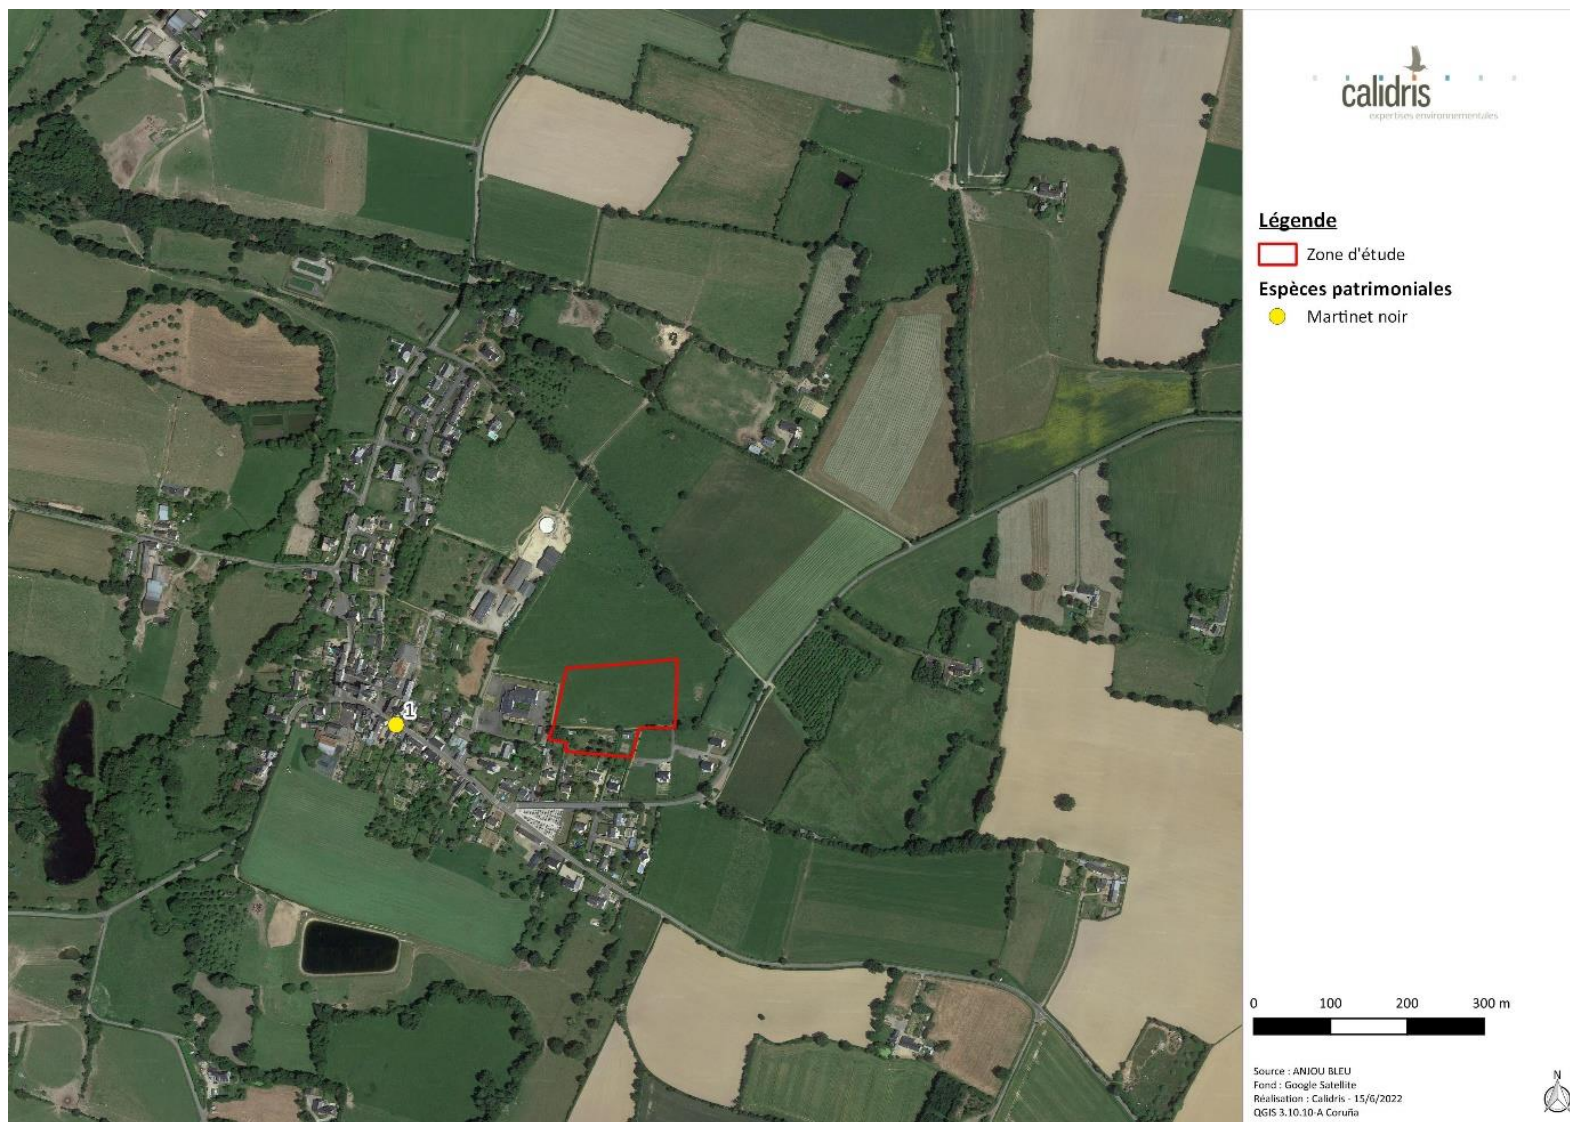 calidris
expertises environnementales
Légende
Zone d'étude
Espèces patrimoniales
Martinet noir
1
0 100 200 300 m
Source : ANJOU BLEU
Fond : Google Satellite
Réalisation : Calidris - 15/6/2022
QGIS 3.10.10-A Coruña
N